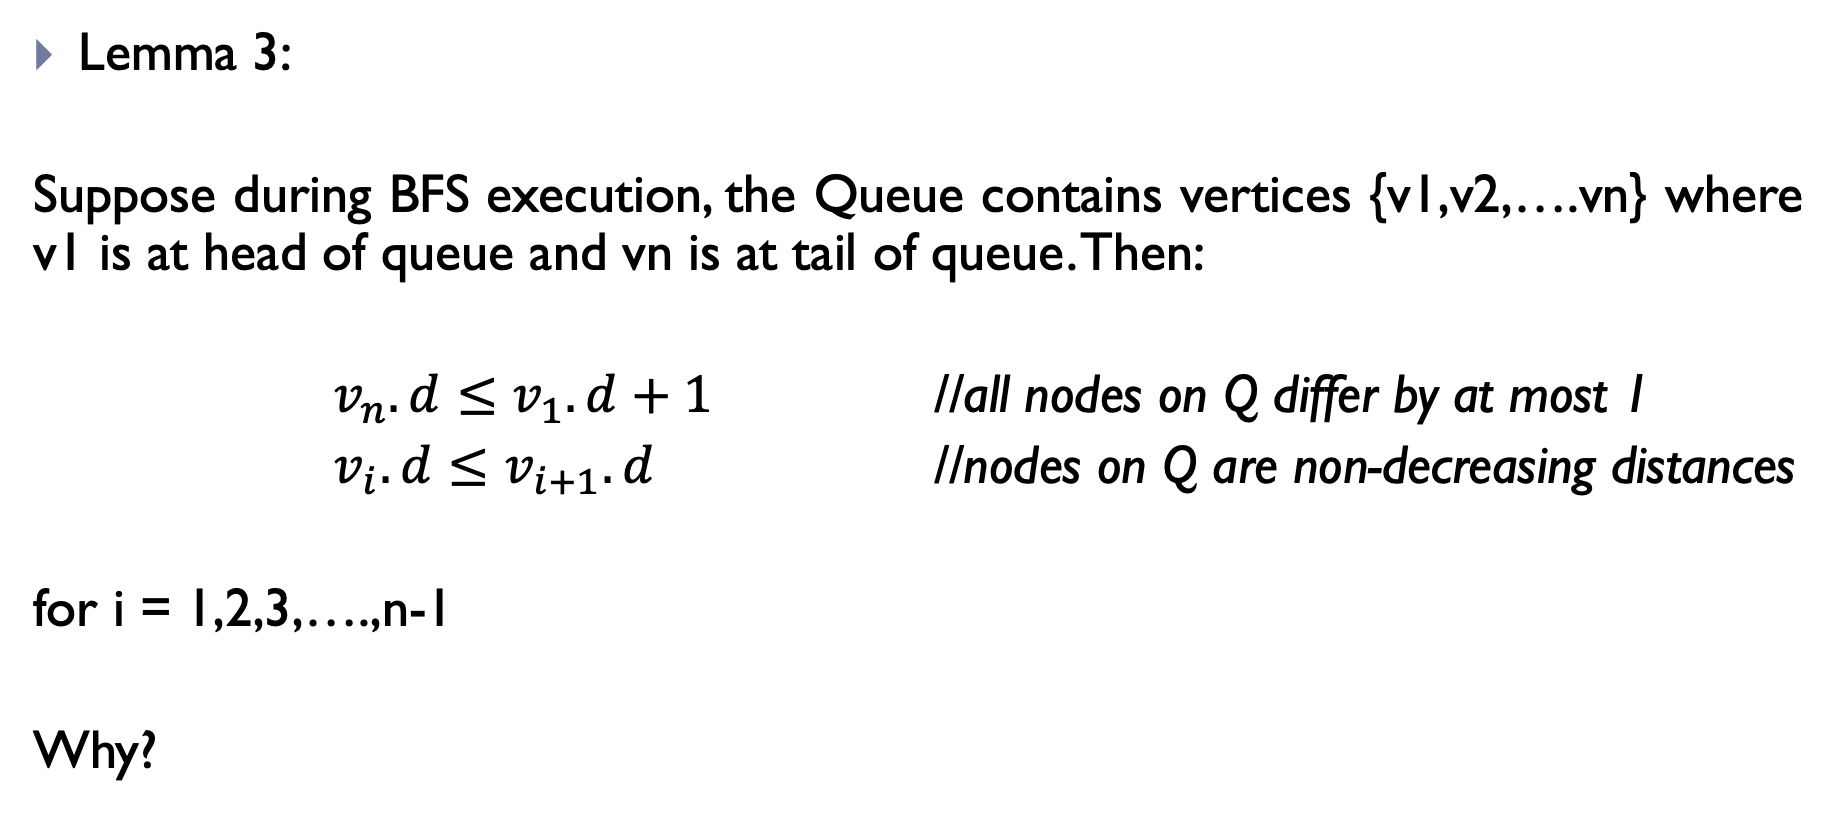 Lemma 3:
Suppose during BFS execution, the Queue contains vertices {v1,v2,….vn} where
v1 is at head of queue and vn is at tail of queue. Then:
𝑣ₙ. 𝑑 ≤ 𝑣₁. 𝑑 + 1 //all nodes on Q differ by at most 1
𝑣ᵢ. 𝑑 ≤ 𝑣ᵢ₊₁. 𝑑 //nodes on Q are non-decreasing distances
for i = 1,2,3,….,n-1
Why?